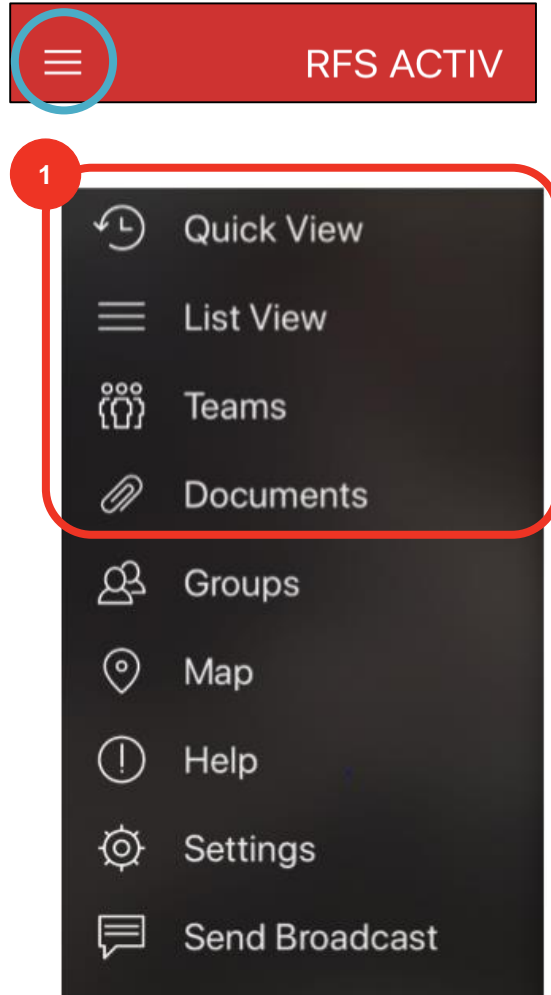 RFS ACTIV
1
Quick View
List View
Teams
Documents
Groups
Map
Help
Settings
Send Broadcast